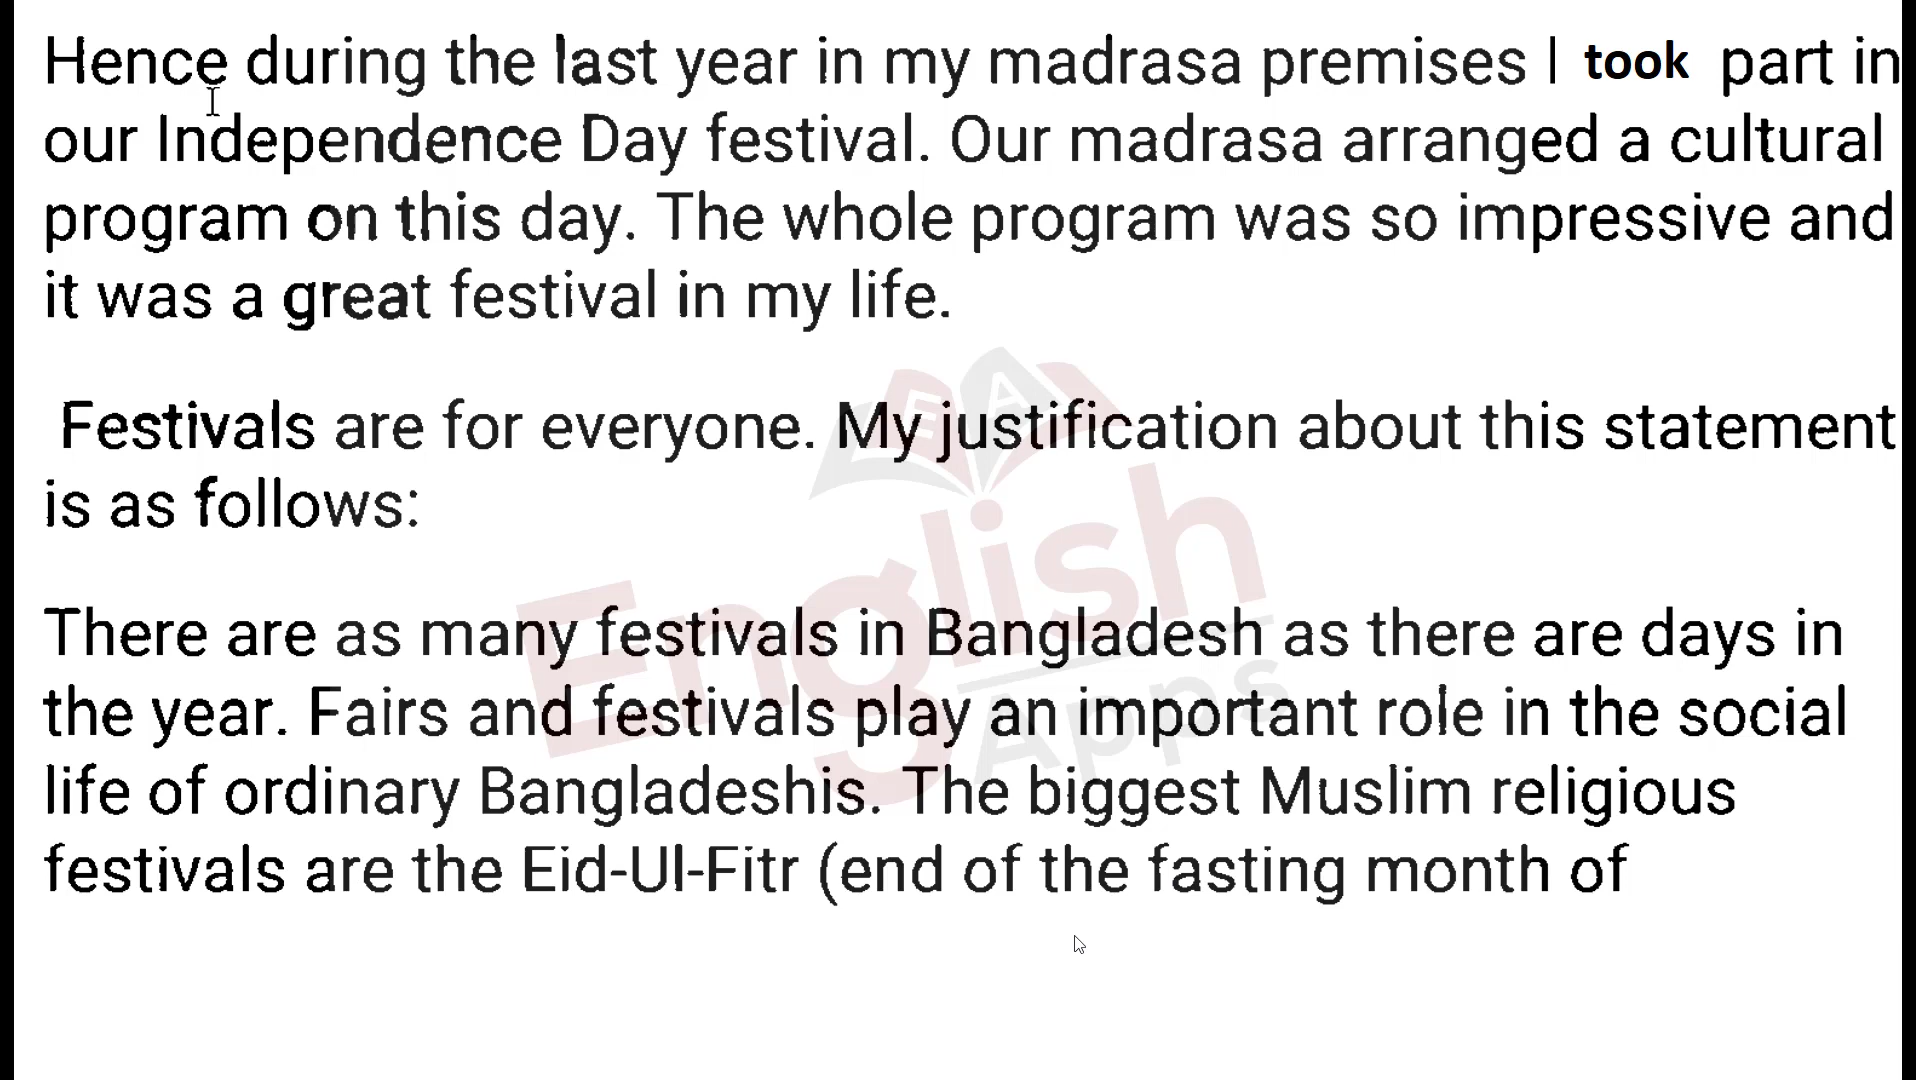 Hence during the last year in my madrasa premises I took part in
our Independence Day festival. Our madrasa arranged a cultural
program on this day. The whole program was so impressive and
it was a great festival in my life.
Festivals are for everyone. My justification about this statement
is as follows:
There are as many festivals in Bangladesh as there are days in
the year. Fairs and festivals play an important role in the social
life of ordinary Bangladeshis. The biggest Muslim religious
festivals are the Eid-Ul-Fitr (end of the fasting month of
EA
English
Apps